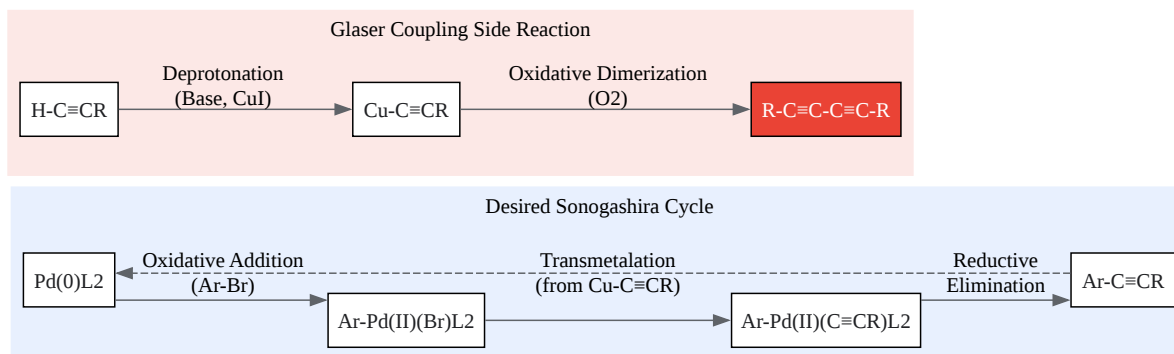 Glaser Coupling Side Reaction
Deprotonation
(Base, CuI)
Oxidative Dimerization
(O2)
H-C≡CR
Cu-C≡CR
R-C≡C-C≡C-R
Desired Sonogashira Cycle
Oxidative Addition
(Ar-Br)
Transmetalation
(from Cu-C≡CR)
Reductive
Elimination
Pd(0)L2
Ar-Pd(II)(Br)L2
Ar-Pd(II)(C≡CR)L2
Ar-C≡CR